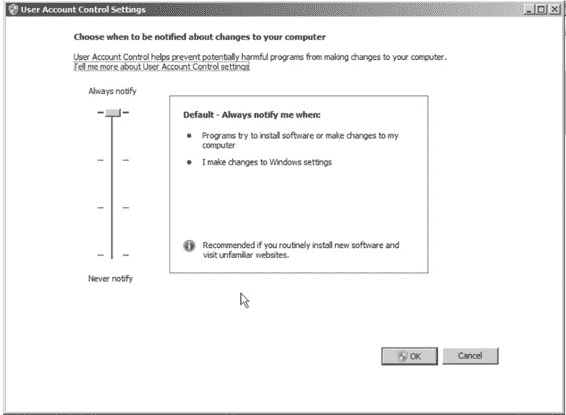 User Account Control Settings
Choose when to be notified about changes to your computer
User Account Control helps prevent potentially harmful programs from making changes to your computer.
Tell me more about User Account Control settings
Always notify
Default - Always notify me when:
Programs try to install software or make changes to my
computer
I make changes to Windows settings
Recommended if you routinely install new software and
visit unfamiliar websites.
Never notify
OK
Cancel